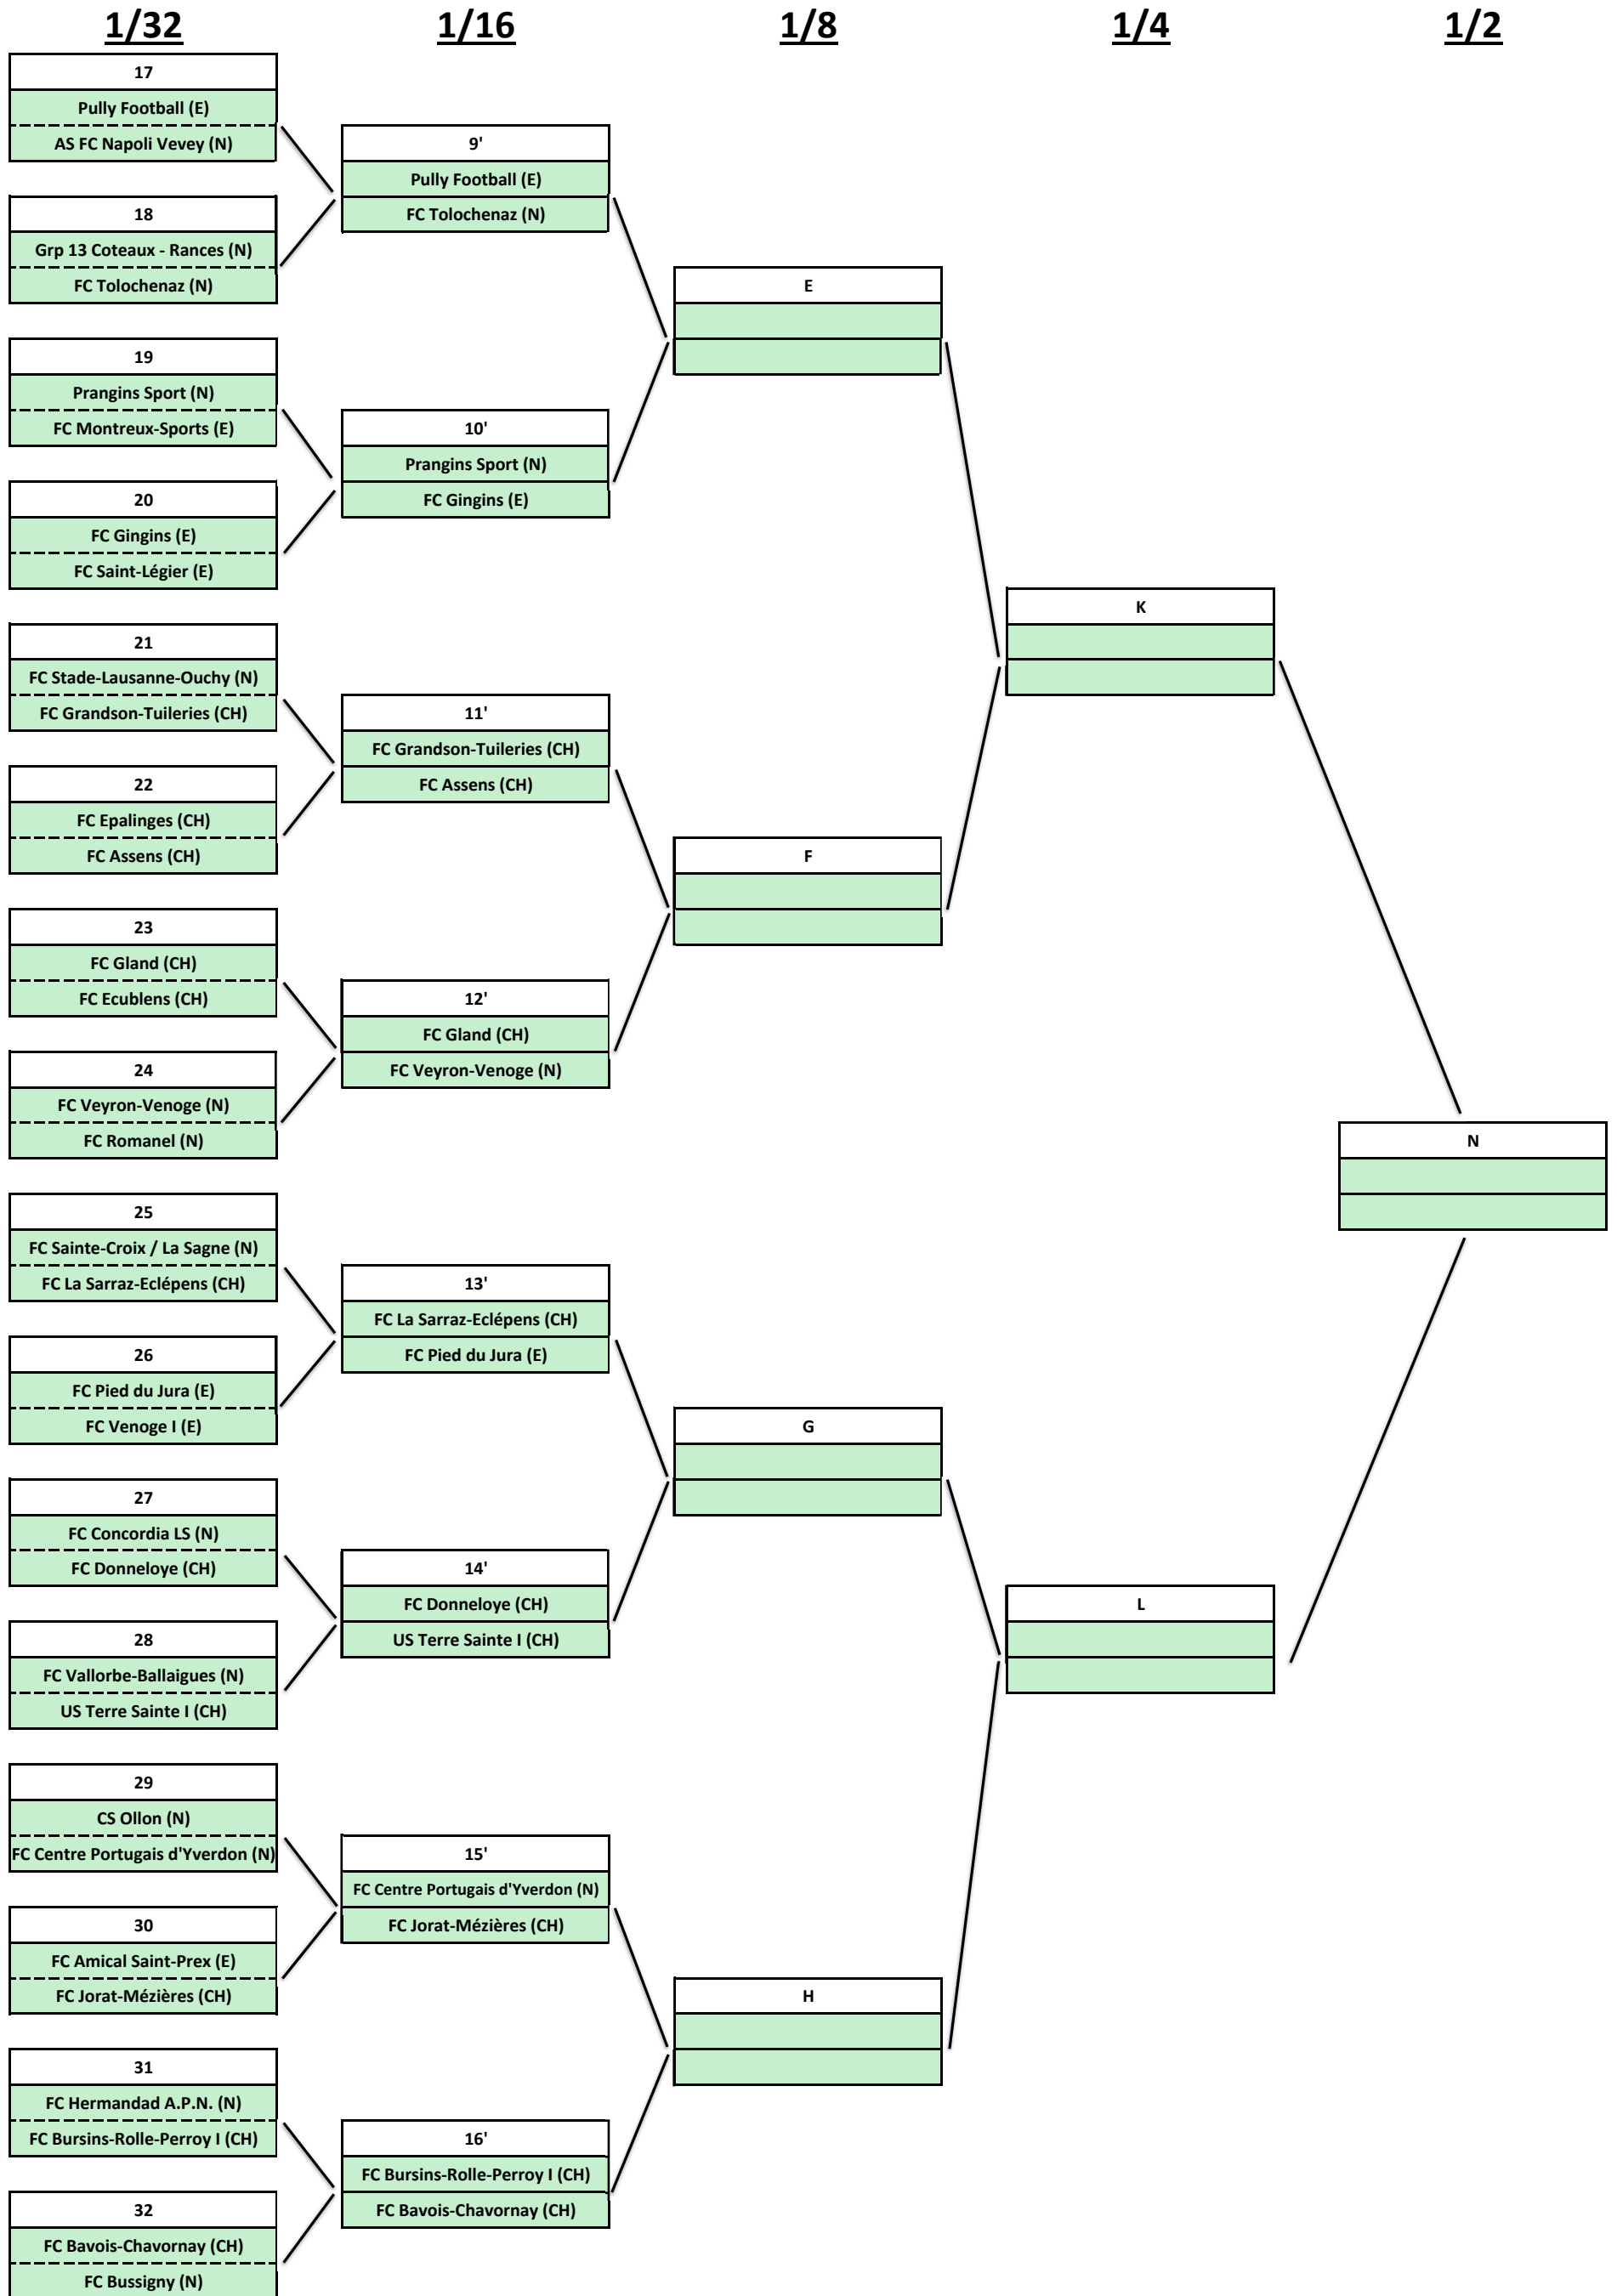 1/32
1/16
1/8
1/4
1/2
17
Pully Football (E)
AS FC Napoli Vevey (N)
18
Grp 13 Coteaux - Rances (N)
FC Tolochenaz (N)
19
Prangins Sport (N)
FC Montreux-Sports (E)
20
FC Gingins (E)
FC Saint-Légier (E)
21
FC Stade-Lausanne-Ouchy (N)
FC Grandson-Tuileries (CH)
22
FC Epalinges (CH)
FC Assens (CH)
23
FC Gland (CH)
FC Ecublens (CH)
24
FC Veyron-Venoge (N)
FC Romanel (N)
25
FC Sainte-Croix / La Sagne (N)
FC La Sarraz-Eclépens (CH)
26
FC Pied du Jura (E)
FC Venoge I (E)
27
FC Concordia LS (N)
FC Donneloye (CH)
28
FC Vallorbe-Ballaigues (N)
US Terre Sainte I (CH)
29
CS Ollon (N)
FC Centre Portugais d'Yverdon (N)
30
FC Amical Saint-Prex (E)
FC Jorat-Mézières (CH)
31
FC Hermandad A.P.N. (N)
FC Bursins-Rolle-Perroy I (CH)
32
FC Bavois-Chavornay (CH)
FC Bussigny (N)
9'
Pully Football (E)
FC Tolochenaz (N)
10'
Prangins Sport (N)
FC Gingins (E)
11'
FC Grandson-Tuileries (CH)
FC Assens (CH)
12'
FC Gland (CH)
FC Veyron-Venoge (N)
13'
FC La Sarraz-Eclépens (CH)
FC Pied du Jura (E)
14'
FC Donneloye (CH)
US Terre Sainte I (CH)
15'
FC Centre Portugais d'Yverdon (N)
FC Jorat-Mézières (CH)
16'
FC Bursins-Rolle-Perroy I (CH)
FC Bavois-Chavornay (CH)
E
F
G
H
K
L
N